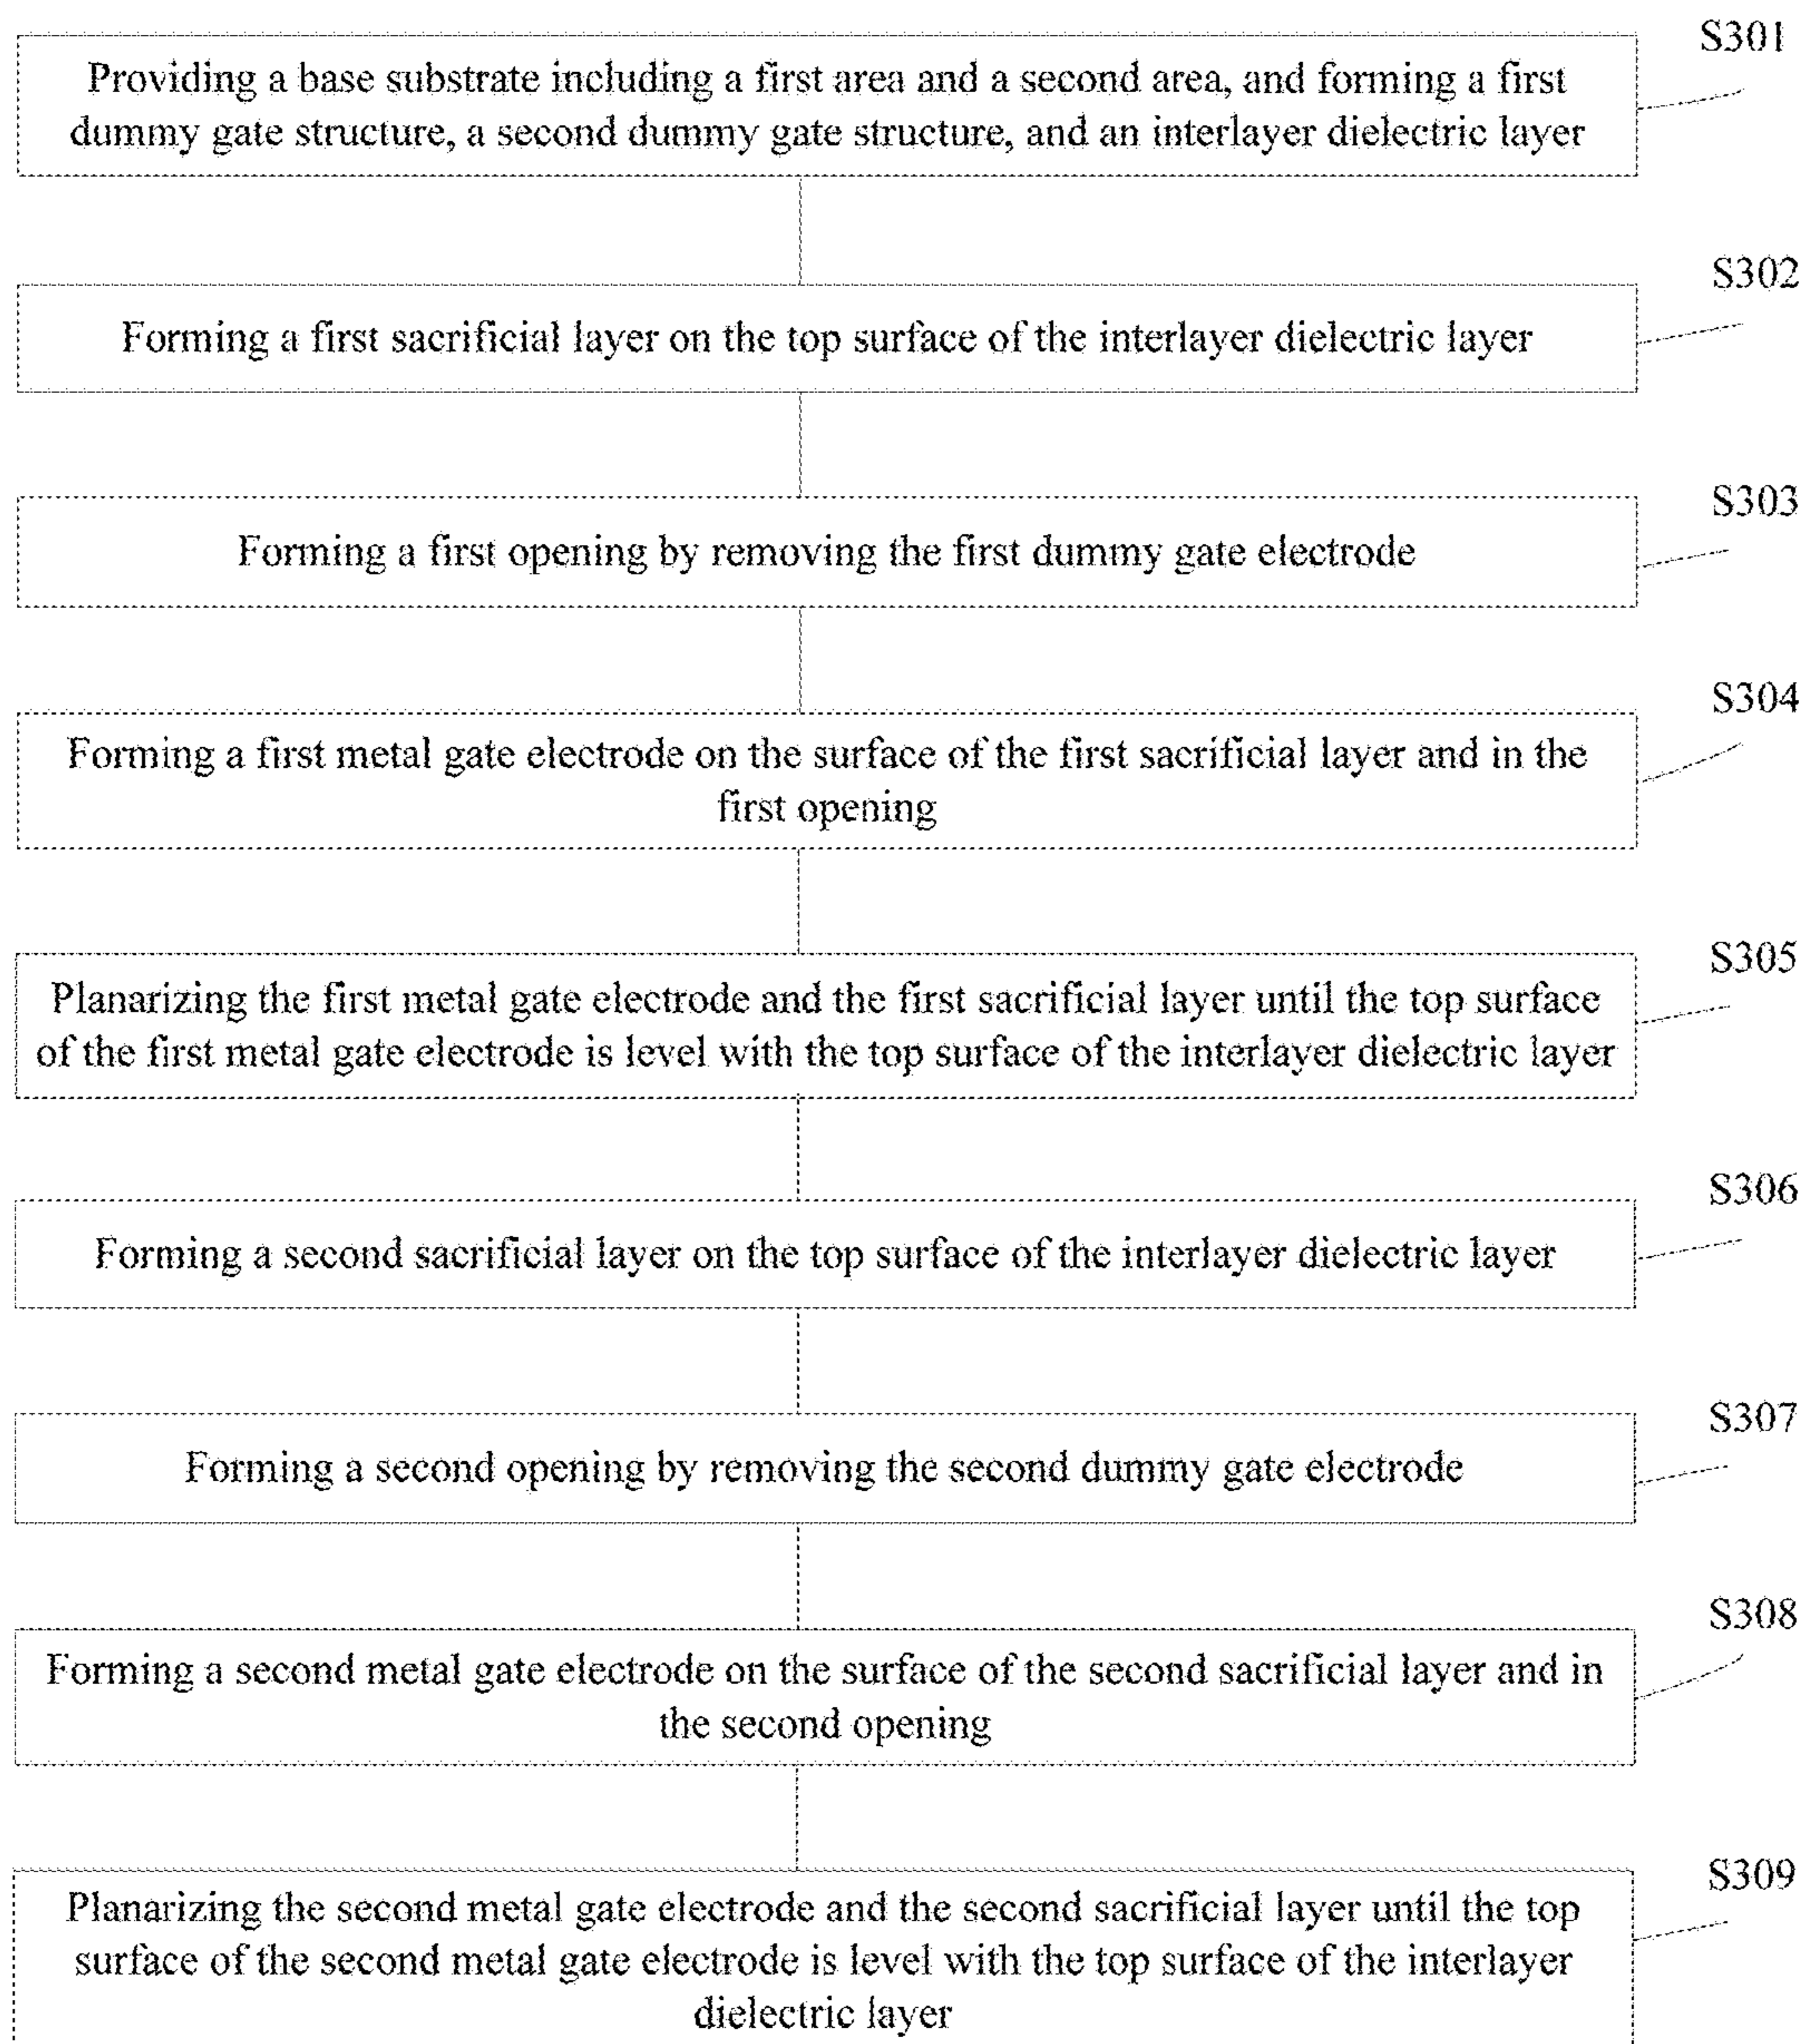 S301
Providing a base substrate including a first area and a second area, and forming a first
dummy gate structure, a second dummy gate structure, and an interlayer dielectric layer
S302
Forming a first sacrificial layer on the top surface of the interlayer dielectric layer
S303
Forming a first opening by removing the first dummy gate electrode
S304
Forming a first metal gate electrode on the surface of the first sacrificial layer and in the
first opening
S305
Planarizing the first metal gate electrode and the first sacrificial layer until the top surface
of the first metal gate electrode is level with the top surface of the interlayer dielectric layer
S306
Forming a second sacrificial layer on the top surface of the interlayer dielectric layer
S307
Forming a second opening by removing the second dummy gate electrode
S308
Forming a second metal gate electrode on the surface of the second sacrificial layer and in
the second opening
S309
Planarizing the second metal gate electrode and the second sacrificial layer until the top
surface of the second metal gate electrode is level with the top surface of the interlayer
dielectric layer